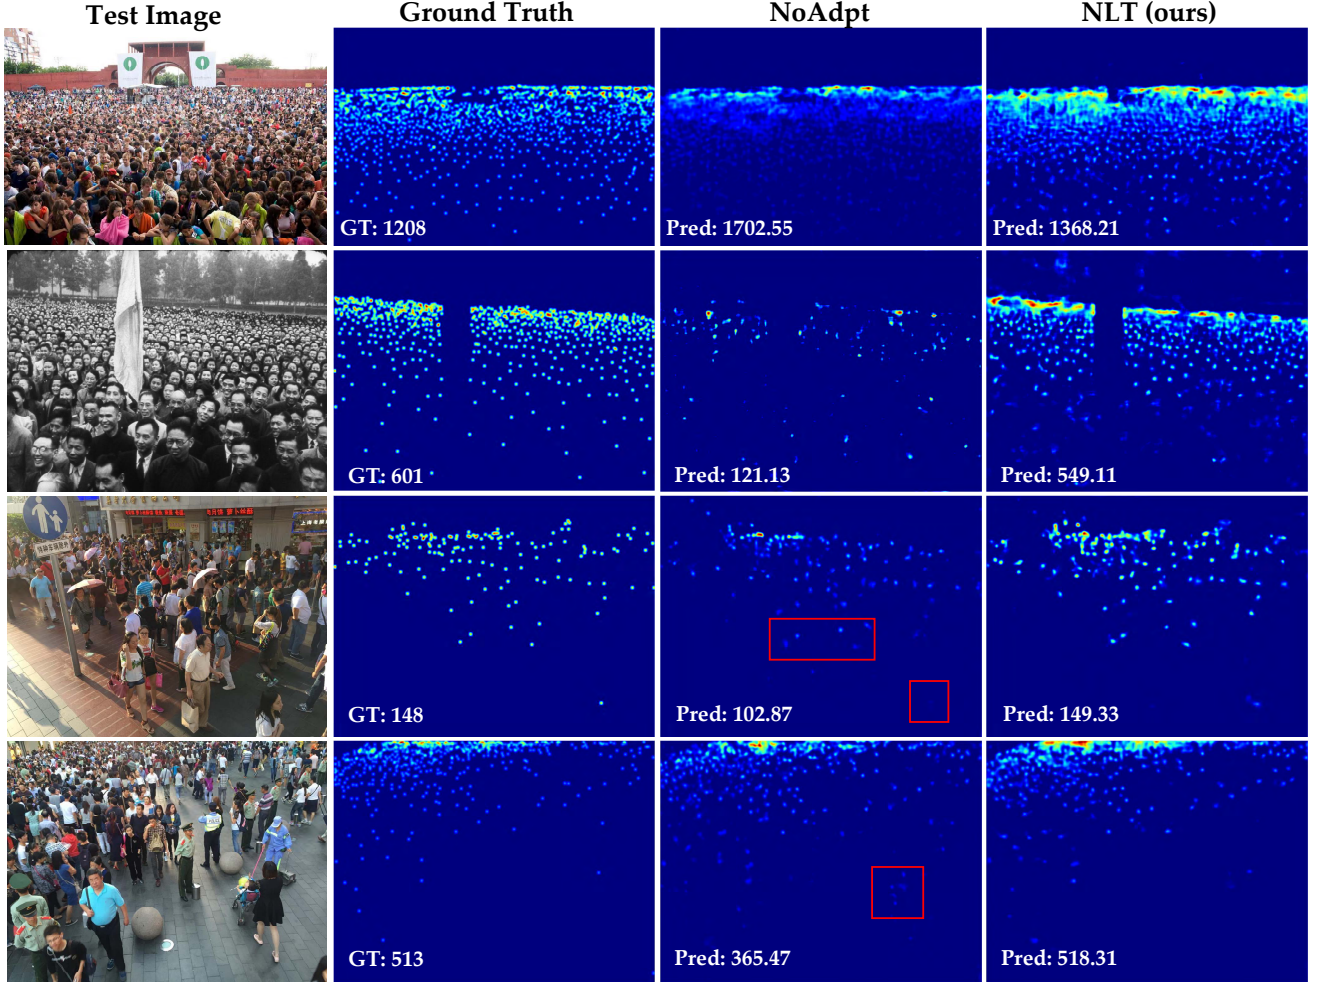 Test Image
Ground Truth
NoAdpt
NLT (ours)
GT: 1208
Pred: 1702.55
Pred: 1368.21
GT: 601
Pred: 121.13
Pred: 549.11
GT: 148
Pred: 102.87
Pred: 149.33
GT: 513
Pred: 365.47
Pred: 518.31